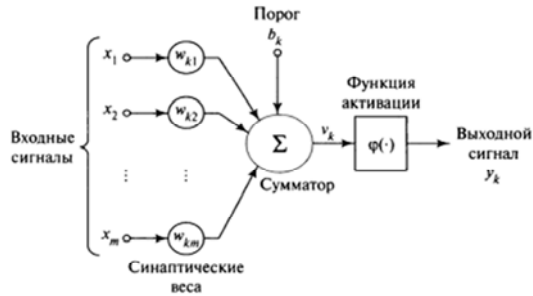 Порог
b_k
x_1
w_k1
Функция
активации
x_2
w_k2
Входные
сигналы
Σ
v_k
φ(·)
Выходной
сигнал
y_k
Сумматор
⋮
⋮
x_m
w_km
Синаптические
веса